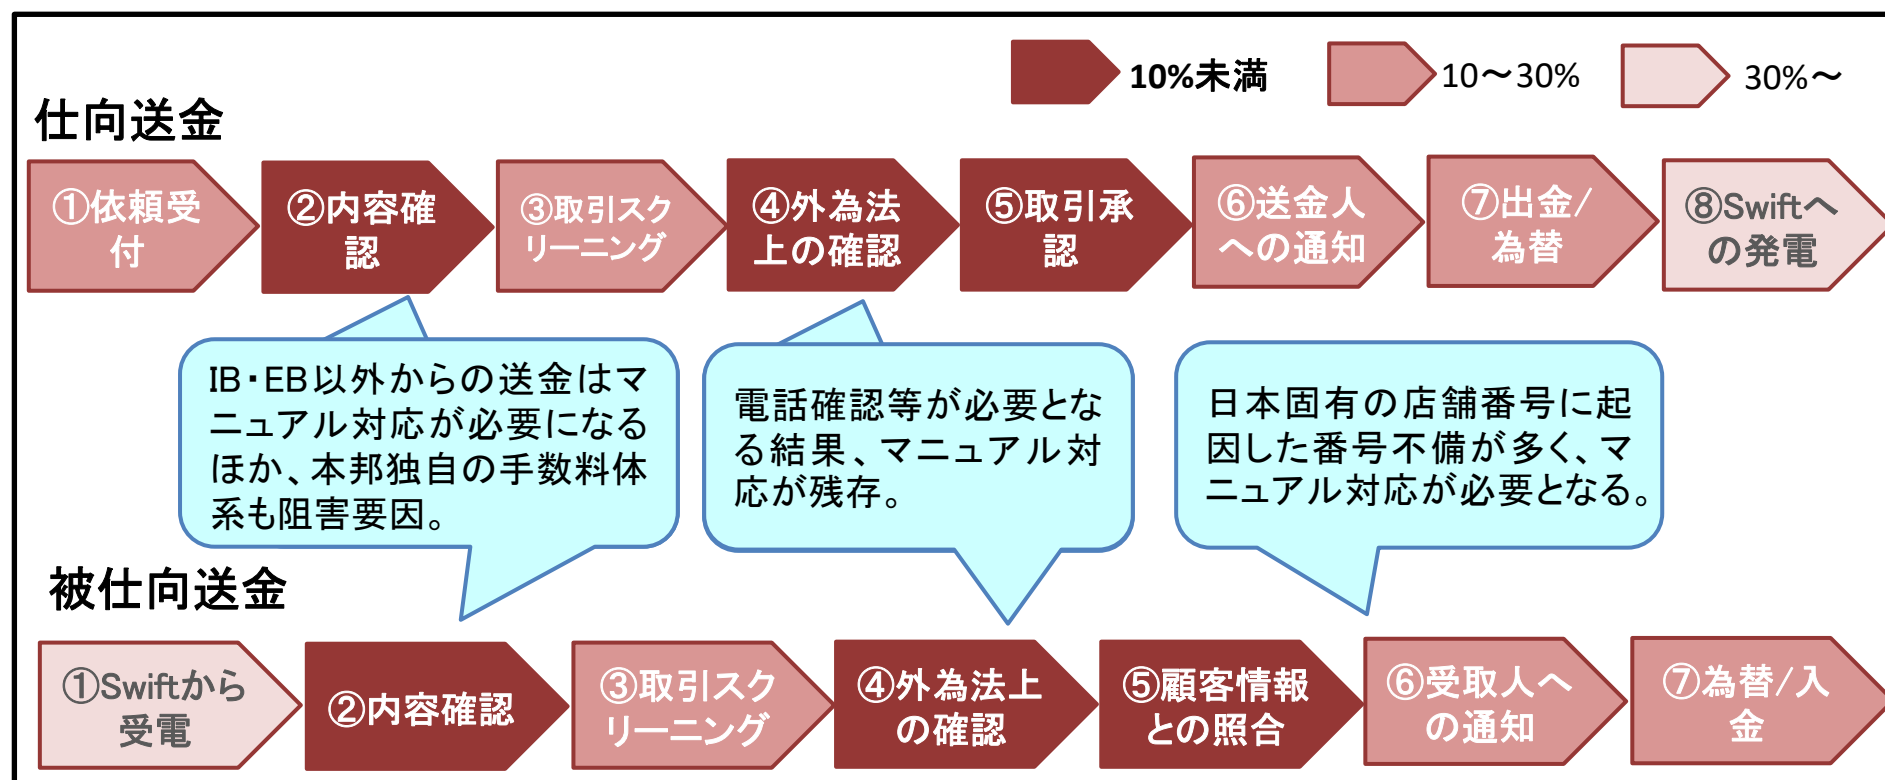 10%未満
10～30%
30%～
仕向送金
①依頼受
付
②内容確
認
③取引スク
リーニング
④外為法
上の確認
⑤取引承
認
⑥送金人
への通知
⑦出金/
為替
⑧Swiftへ
の発電
IB・EB以外からの送金はマ
ニュアル対応が必要になる
ほか、本邦独自の手数料体
系も阻害要因。
電話確認等が必要とな
る結果、マニュアル対
応が残存。
日本固有の店舗番号に起
因した番号不備が多く、マ
ニュアル対応が必要となる。
被仕向送金
①Swiftから
受電
②内容確認
③取引スク
リーニング
④外為法上
の確認
⑤顧客情報
との照合
⑥受取人へ
の通知
⑦為替/入
金